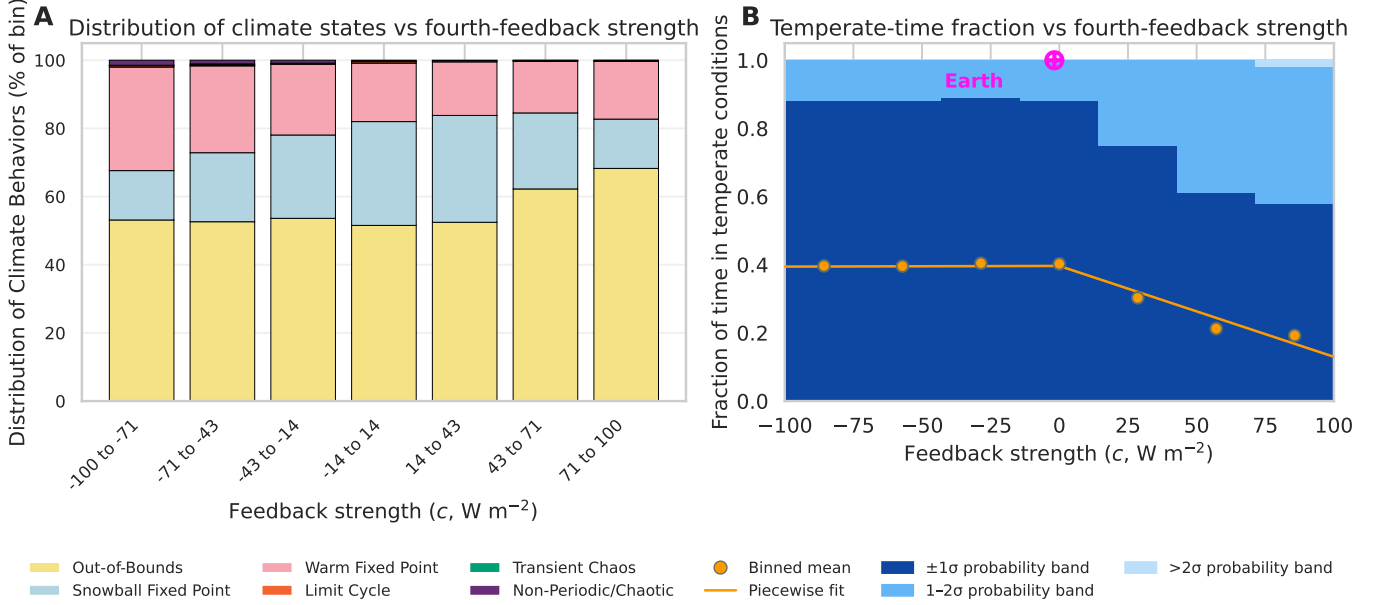 A
Distribution of climate states vs fourth-feedback strength
Distribution of Climate Behaviors (% of bin)
100
80
60
40
20
0
-100 to -71
-71 to -43
-43 to -14
-14 to 14
14 to 43
43 to 71
71 to 100
Feedback strength (c, W m⁻²)
B
Temperate-time fraction vs fourth-feedback strength
Fraction of time in temperate conditions
1.0
0.8
0.6
0.4
0.2
0.0
Earth
−100
−75
−50
−25
0
25
50
75
100
Feedback strength (c, W m⁻²)
Out-of-Bounds
Snowball Fixed Point
Warm Fixed Point
Limit Cycle
Transient Chaos
Non-Periodic/Chaotic
Binned mean
Piecewise fit
±1σ probability band
1–2σ probability band
>2σ probability band